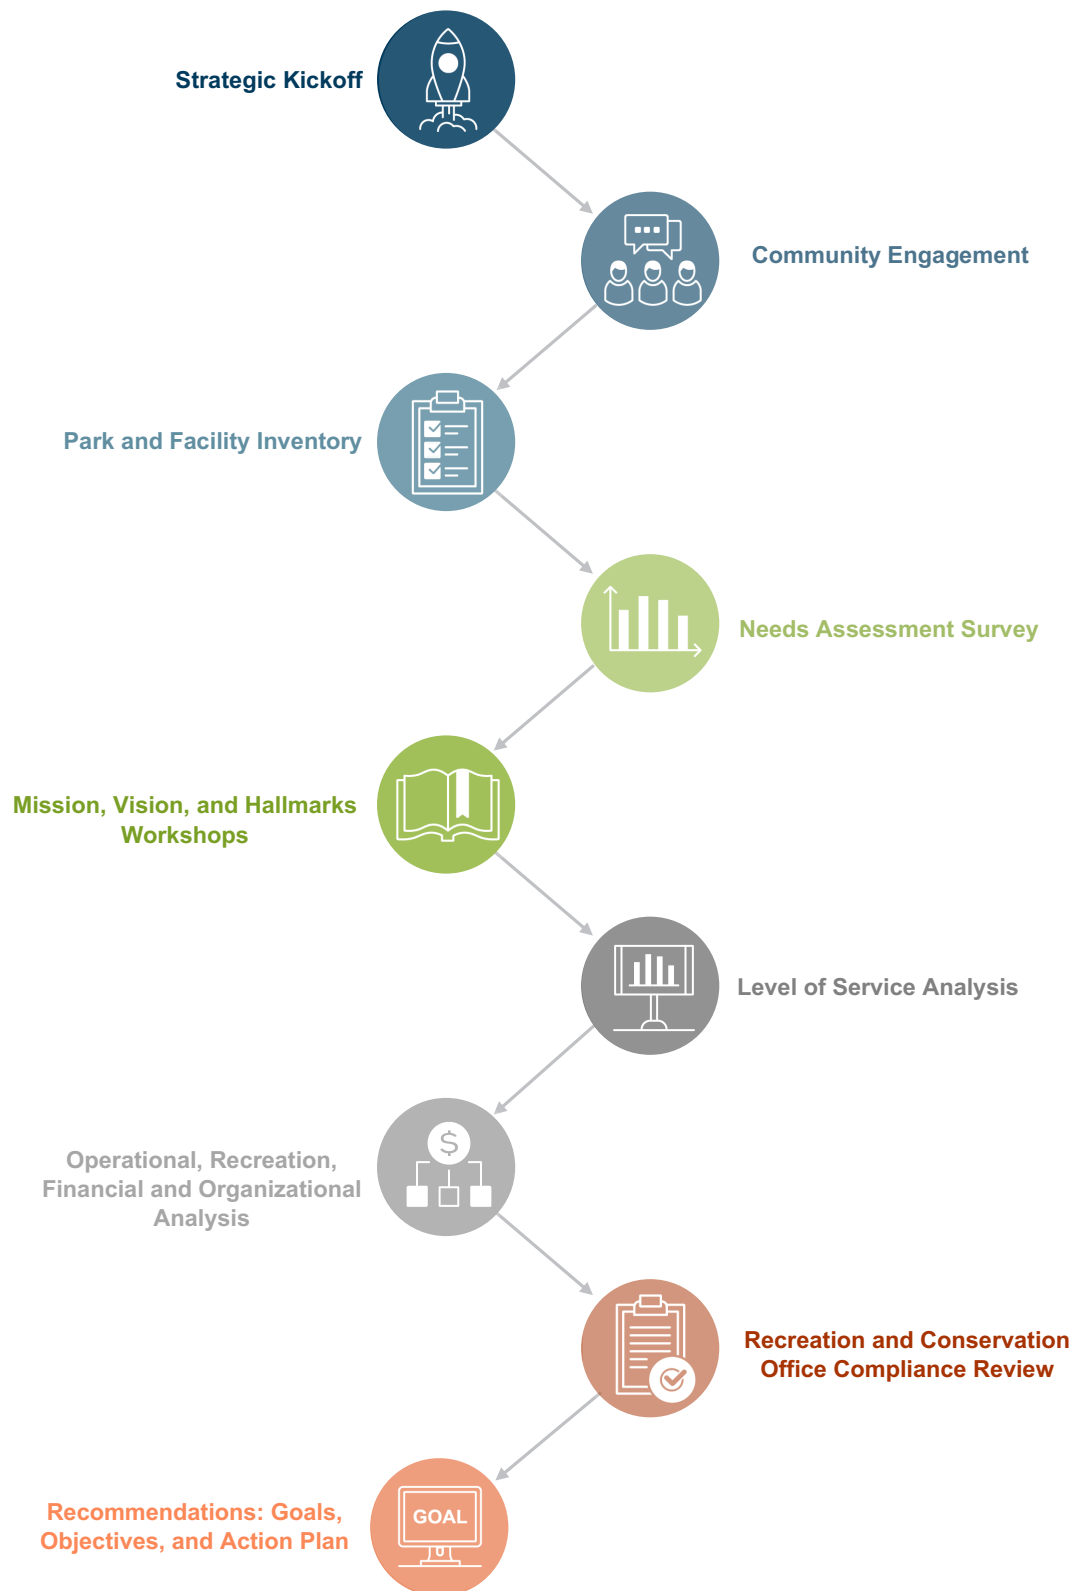 Strategic Kickoff
Community Engagement
Park and Facility Inventory
Needs Assessment Survey
Mission, Vision, and Hallmarks
Workshops
Level of Service Analysis
$
Operational, Recreation,
Financial and Organizational
Analysis
Recreation and Conservation
Office Compliance Review
GOAL
Recommendations: Goals,
Objectives, and Action Plan